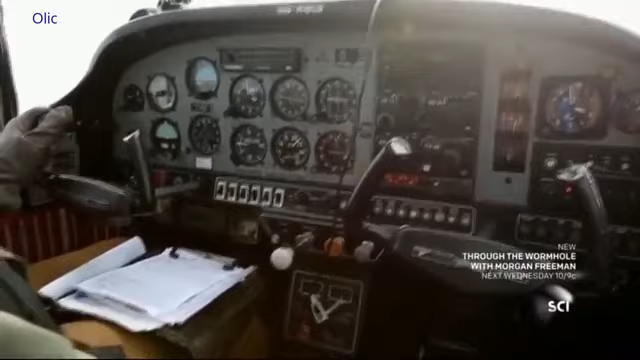 Olic
NEW
THROUGH THE WORMHOLE
WITH MORGAN FREEMAN
NEXT WEDNESDAY 10/9c
SCI